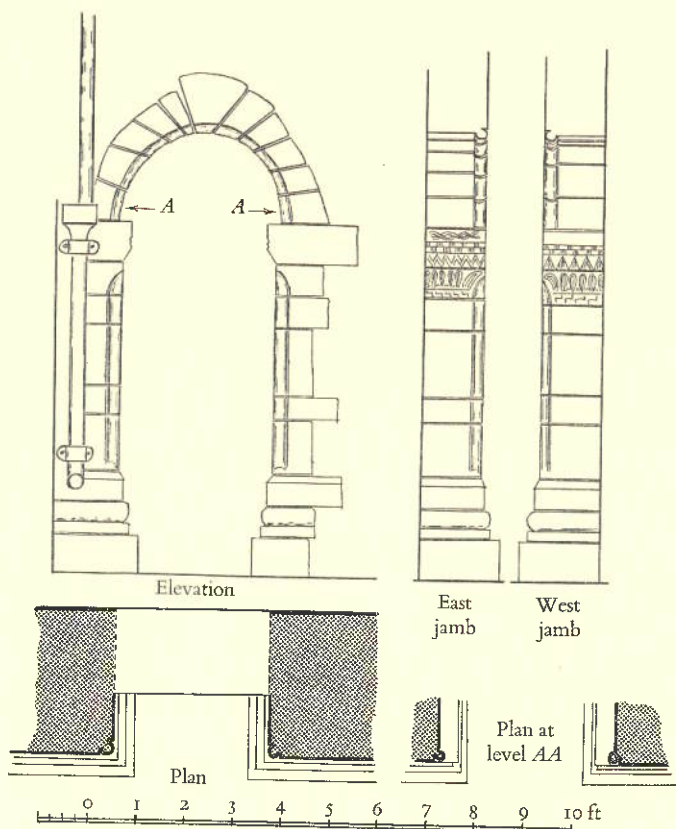 A A
Elevation
East
jamb
West
jamb
Plan
Plan at
level AA
0 1 2 3 4 5 6 7 8 9 10 ft